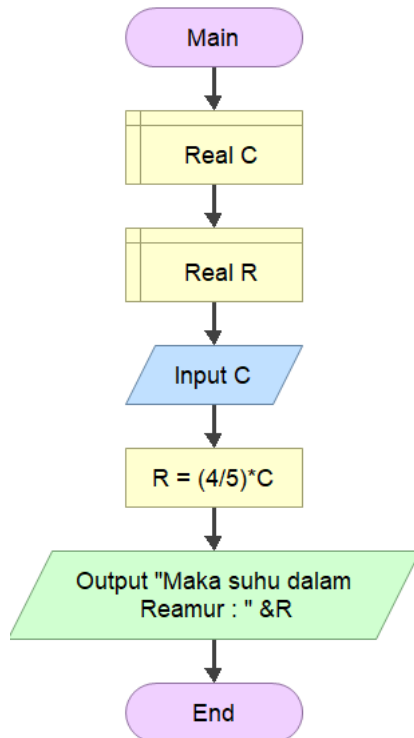 Main
Real C
Real R
Input C
R = (4/5)*C
Output "Maka suhu dalam
Reamur : " &R
End